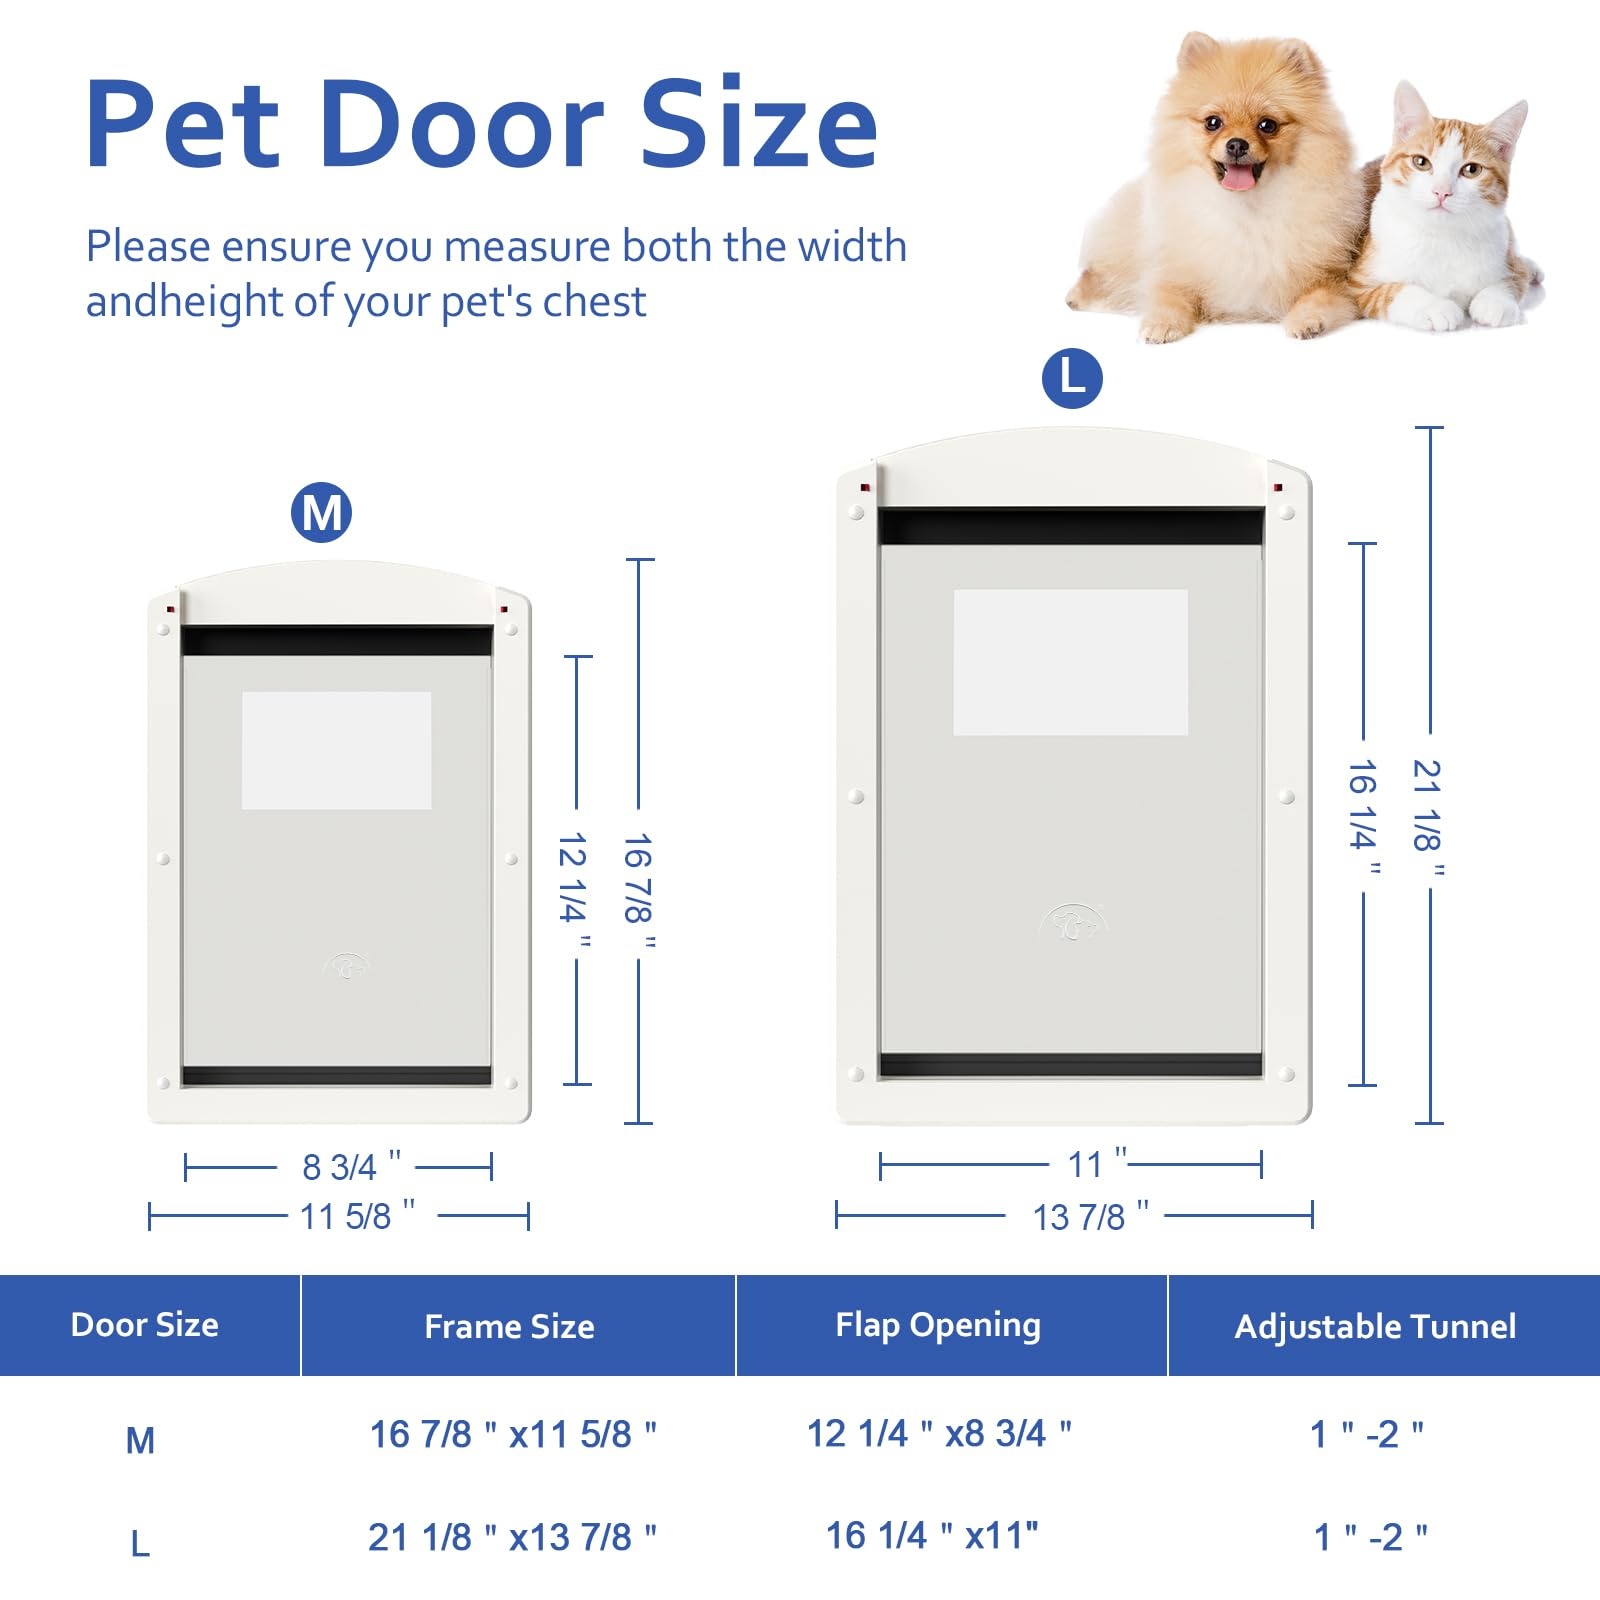 Pet Door Size
Please ensure you measure both the width
andheight of your pet's chest
L
M
12 1/4 "
16 7/8 "
16 1/4 "
21 1/8 "
8 3/4 "
11 5/8 "
11 "
13 7/8 "
Door Size Frame Size Flap Opening Adjustable Tunnel
M 16 7/8 " x11 5/8 " 12 1/4 " x8 3/4 " 1 " -2 "
L 21 1/8 " x13 7/8 " 16 1/4 " x11" 1 " -2 "